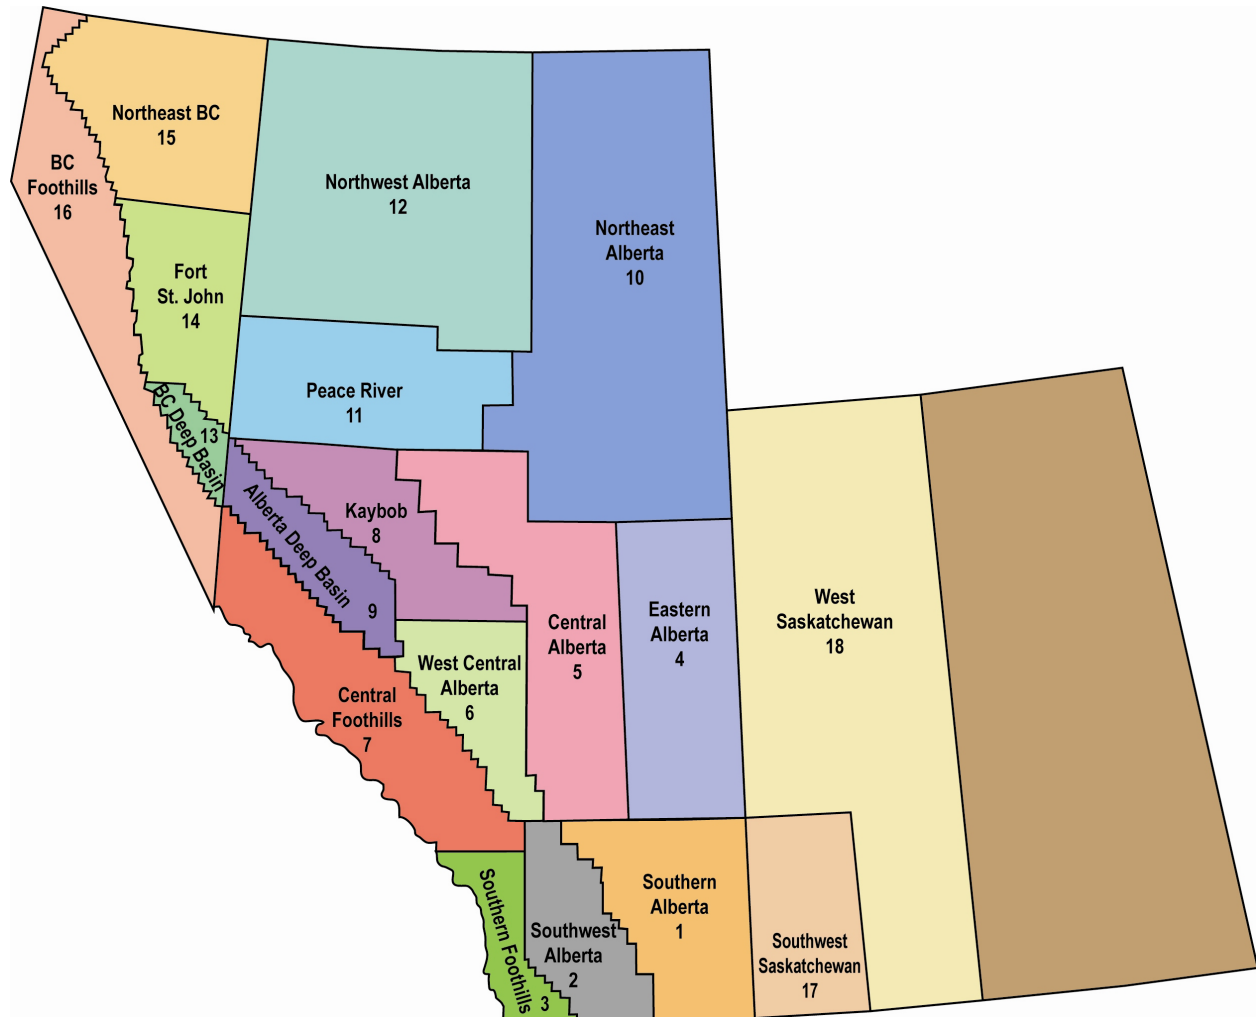 Northeast BC
15
BC
Foothills
16
Northwest Alberta
12
Northeast
Alberta
10
Fort
St. John
14
Peace River
11
BC Deep Basin
13
Alberta Deep Basin
9
Kaybob
8
Central
Alberta
5
Eastern
Alberta
4
West
Saskatchewan
18
West Central
Alberta
6
Central
Foothills
7
Southern Foothills
3
Southwest
Alberta
2
Southern
Alberta
1
Southwest
Saskatchewan
17